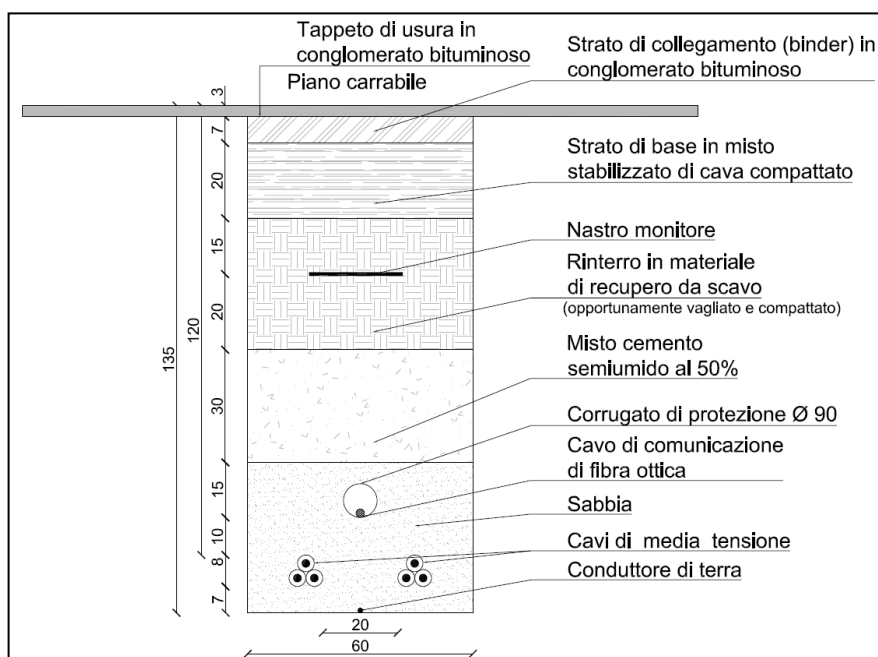 Tappeto di usura in
conglomerato bituminoso
Piano carrabile
Strato di collegamento (binder) in
conglomerato bituminoso
Strato di base in misto
stabilizzato di cava compattato
Nastro monitore
Rinterro in materiale
di recupero da scavo
(opportunamente vagliato e compattato)
Misto cemento
semiumido al 50%
Corrugato di protezione Ø 90
Cavo di comunicazione
di fibra ottica
Sabbia
Cavi di media tensione
Conduttore di terra
3
7
20
15
20
30
15
10
8
7
120
135
20
60